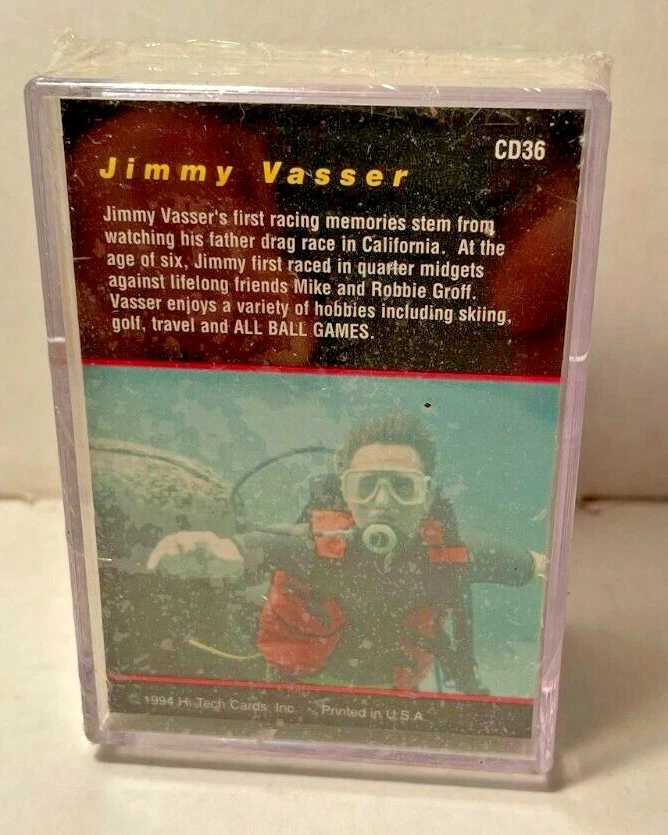 CD36
Jimmy Vasser
Jimmy Vasser's first racing memories stem from
watching his father drag race in California. At the
age of six, Jimmy first raced in quarter midgets
against lifelong friends Mike and Robbie Groff.
Vasser enjoys a variety of hobbies including skiing,
golf, travel and ALL BALL GAMES.
1994 Hi Tech Cards, Inc. Printed in U.S.A